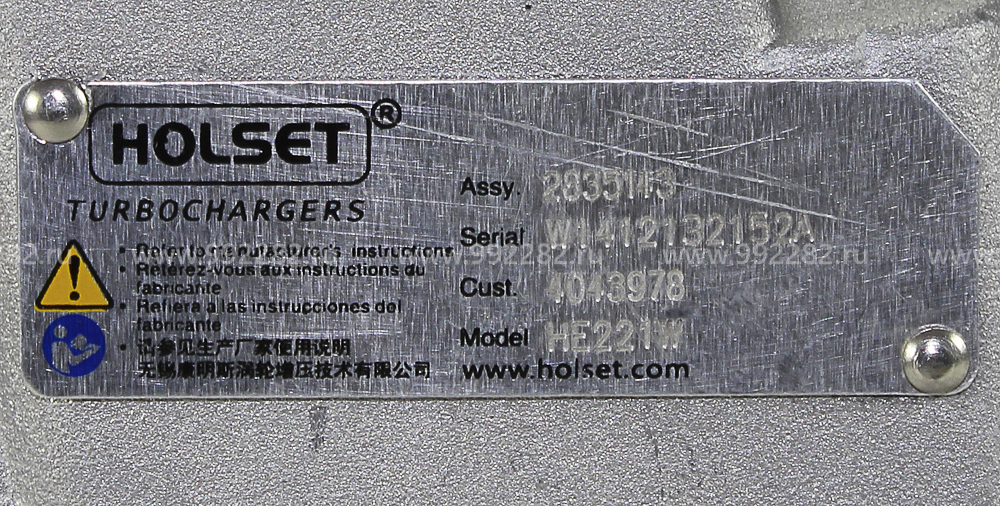 HOLSET®
TURBOCHARGERS
• Refer to manufacturer's instructions
• Référez-vous aux instructions du
fabricante
• Refiera a las instrucciones del
fabricante
• 请参见生产厂家使用说明
无锡康明斯涡轮增压技术有限公司
Assy. 2835143
Serial W1412132152A
Cust. 4043978
Model HE221W
www.holset.com
www.992282.ru